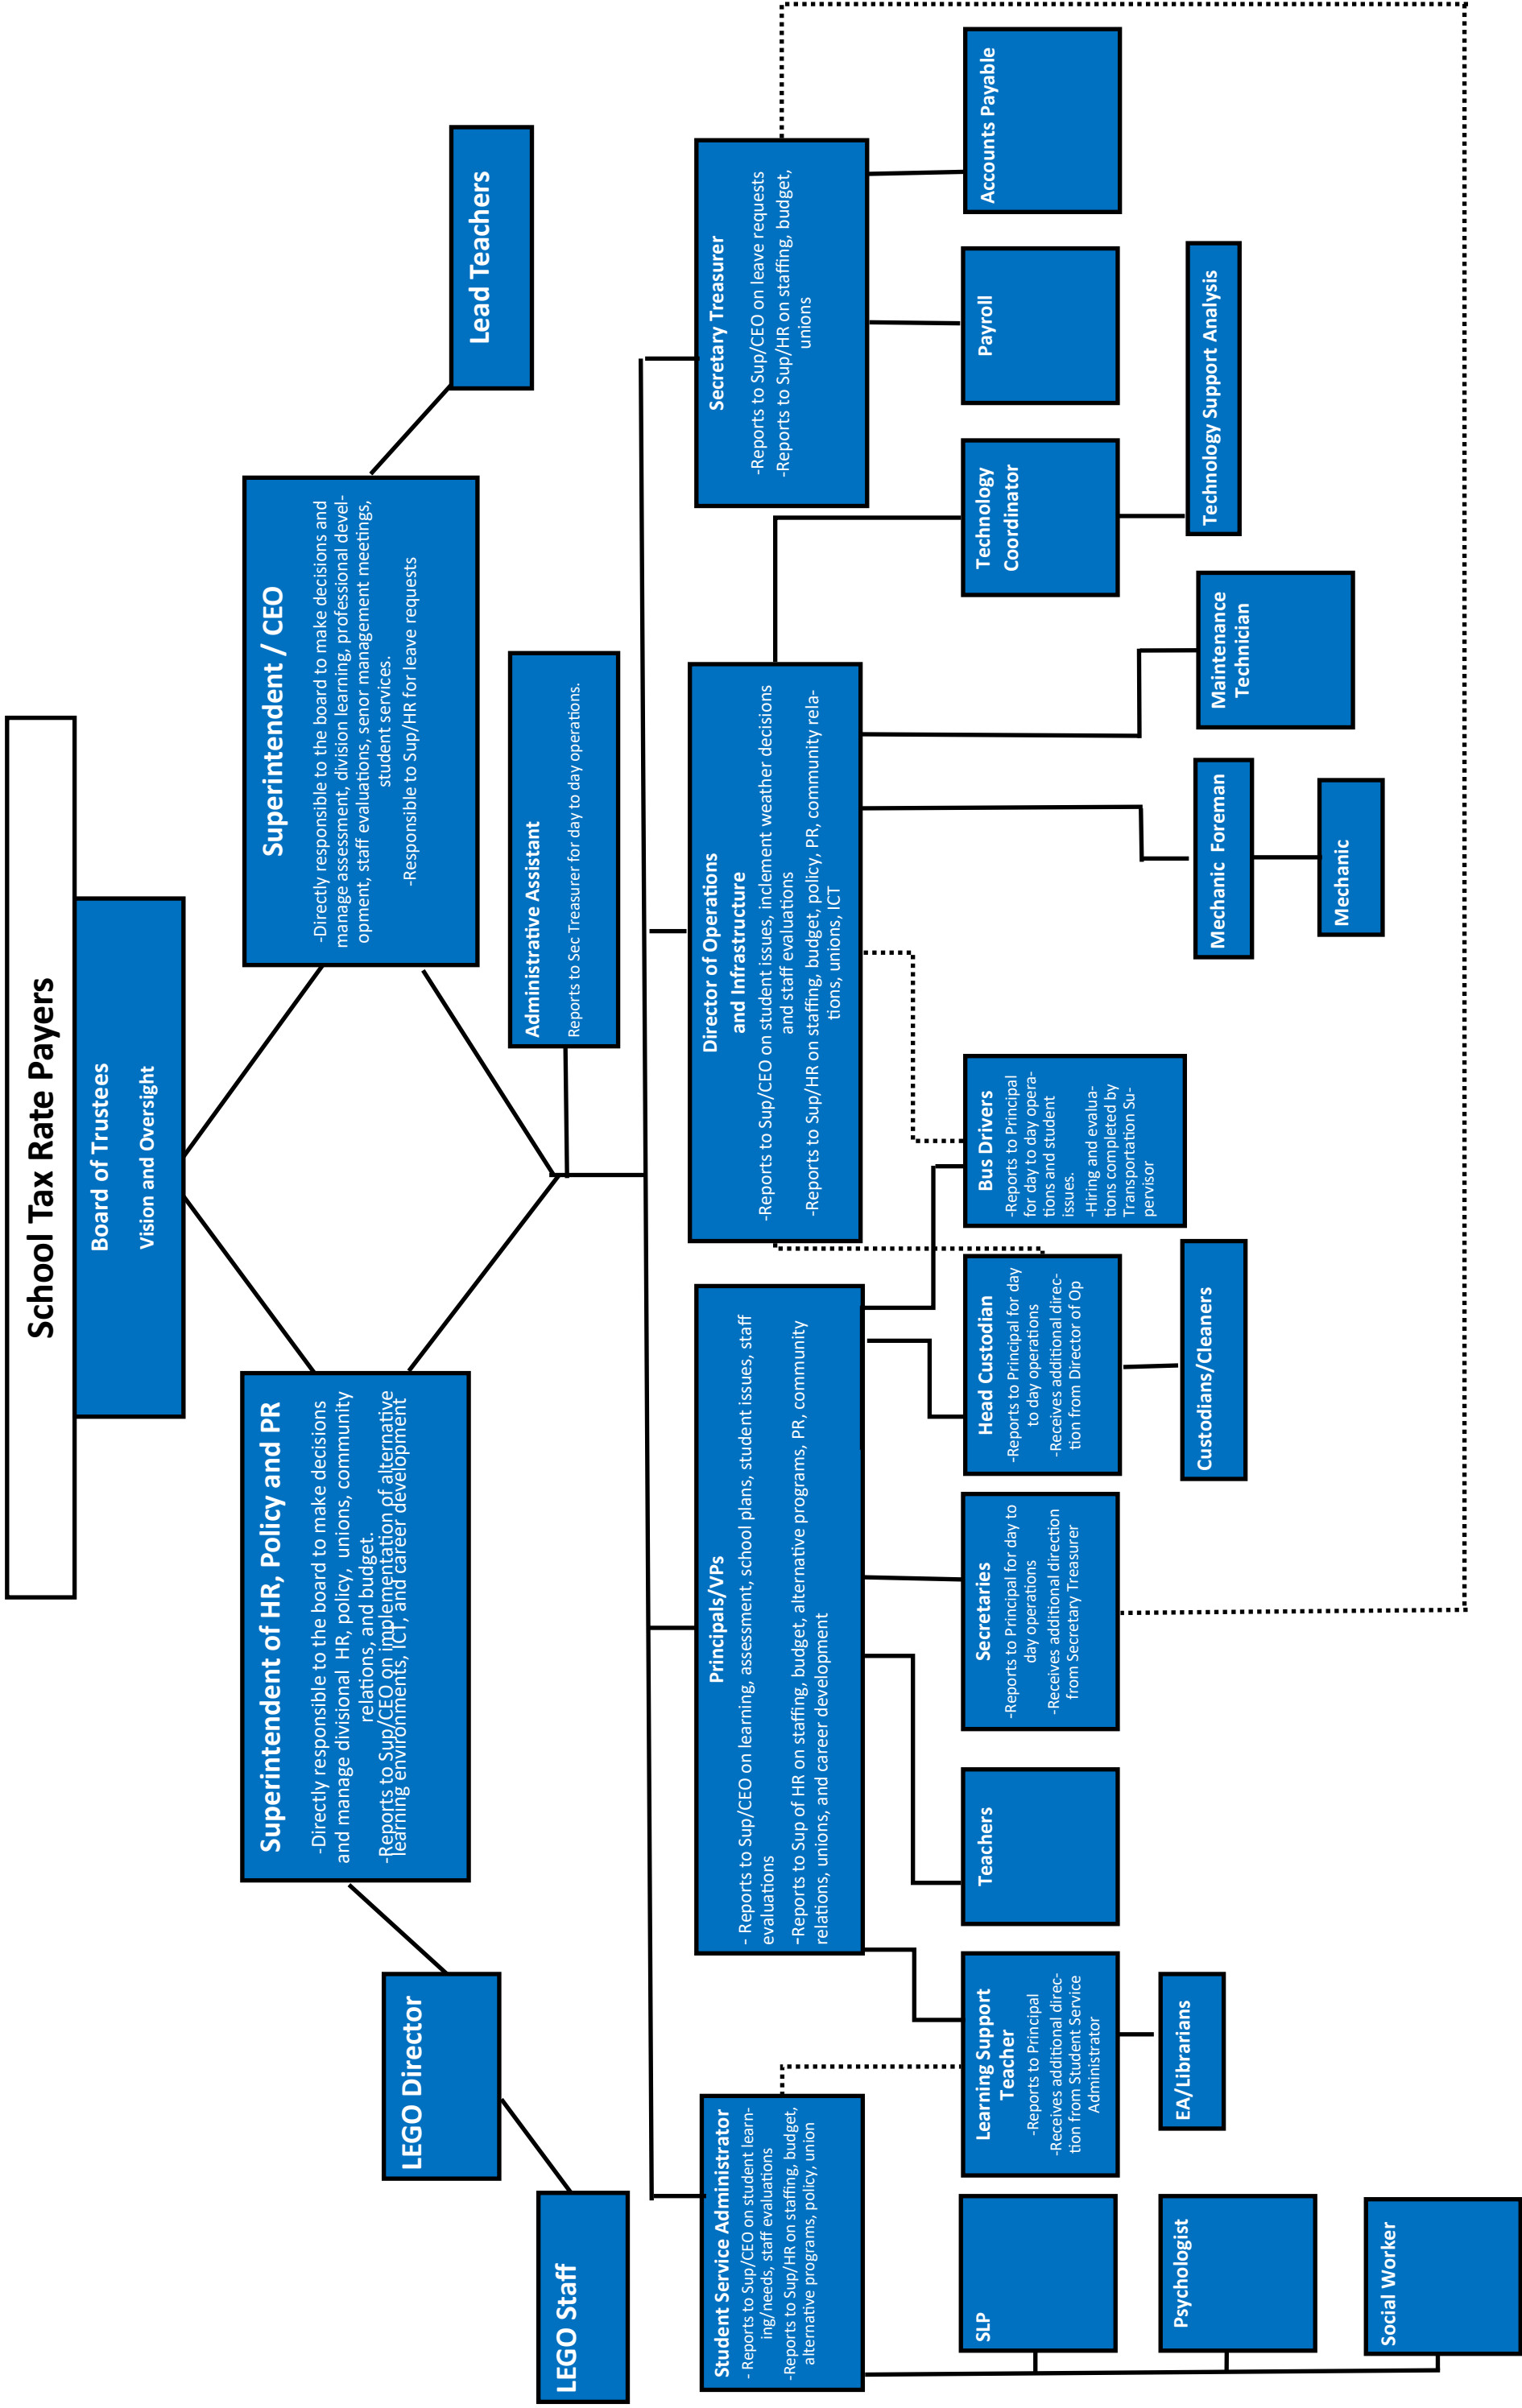 School Tax Rate Payers
Board of Trustees
Vision and Oversight
Superintendent of HR, Policy and PR
-Directly responsible to the board to make decisions
and manage divisional HR, policy, unions, community
relations, and budget.
-Reports to Sup/CEO on implementation of alternative
learning environments, ICT, and career development
Superintendent / CEO
-Directly responsible to the board to make decisions and
manage assessment, division learning, professional devel-
opment, staff evaluations, senor management meetings,
student services.
-Responsible to Sup/HR for leave requests
LEGO Director
LEGO Staff
Lead Teachers
Administrative Assistant
Reports to Sec Treasurer for day to day operations.
Student Service Administrator
- Reports to Sup/CEO on student learn-
ing/needs, staff evaluations
-Reports to Sup/HR on staffing, budget,
alternative programs, policy, union
Principals/VPs
- Reports to Sup/CEO on learning, assessment, school plans, student issues, staff
evaluations
-Reports to Sup of HR on staffing, budget, alternative programs, PR, community
relations, unions, and career development
Director of Operations
and Infrastructure
-Reports to Sup/CEO on student issues, inclement weather decisions
and staff evaluations
-Reports to Sup/HR on staffing, budget, policy, PR, community rela-
tions, unions, ICT
Secretary Treasurer
-Reports to Sup/CEO on leave requests
-Reports to Sup/HR on staffing, budget,
unions
SLP
Psychologist
Social Worker
Learning Support
Teacher
-Reports to Principal
-Receives additional direc-
tion from Student Service
Administrator
EA/Librarians
Teachers
Secretaries
-Reports to Principal for day to
day operations
-Receives additional direction
from Secretary Treasurer
Head Custodian
-Reports to Principal for day
to day operations
-Receives additional direc-
tion from Director of Op
Custodians/Cleaners
Bus Drivers
-Reports to Principal
for day to day opera-
tions and student
issues.
-Hiring and evalua-
tions completed by
Transportation Su-
pervisor
Mechanic Foreman
Mechanic
Maintenance
Technician
Technology
Coordinator
Technology Support Analysis
Payroll
Accounts Payable